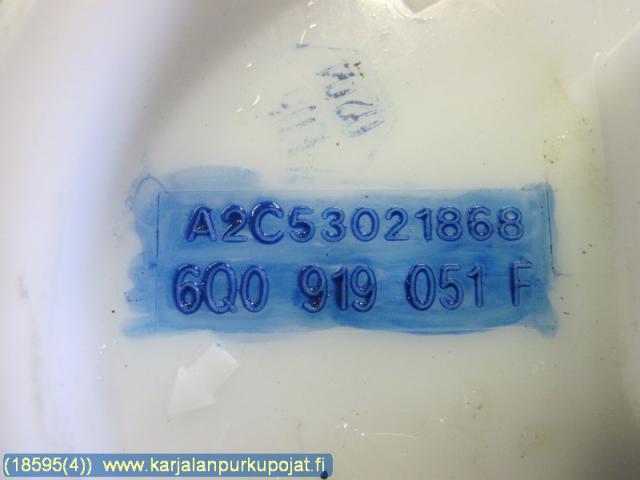 A2C53021868
6Q0 919 051 F
(18595(4)) www.karjalanpurkupojat.fi